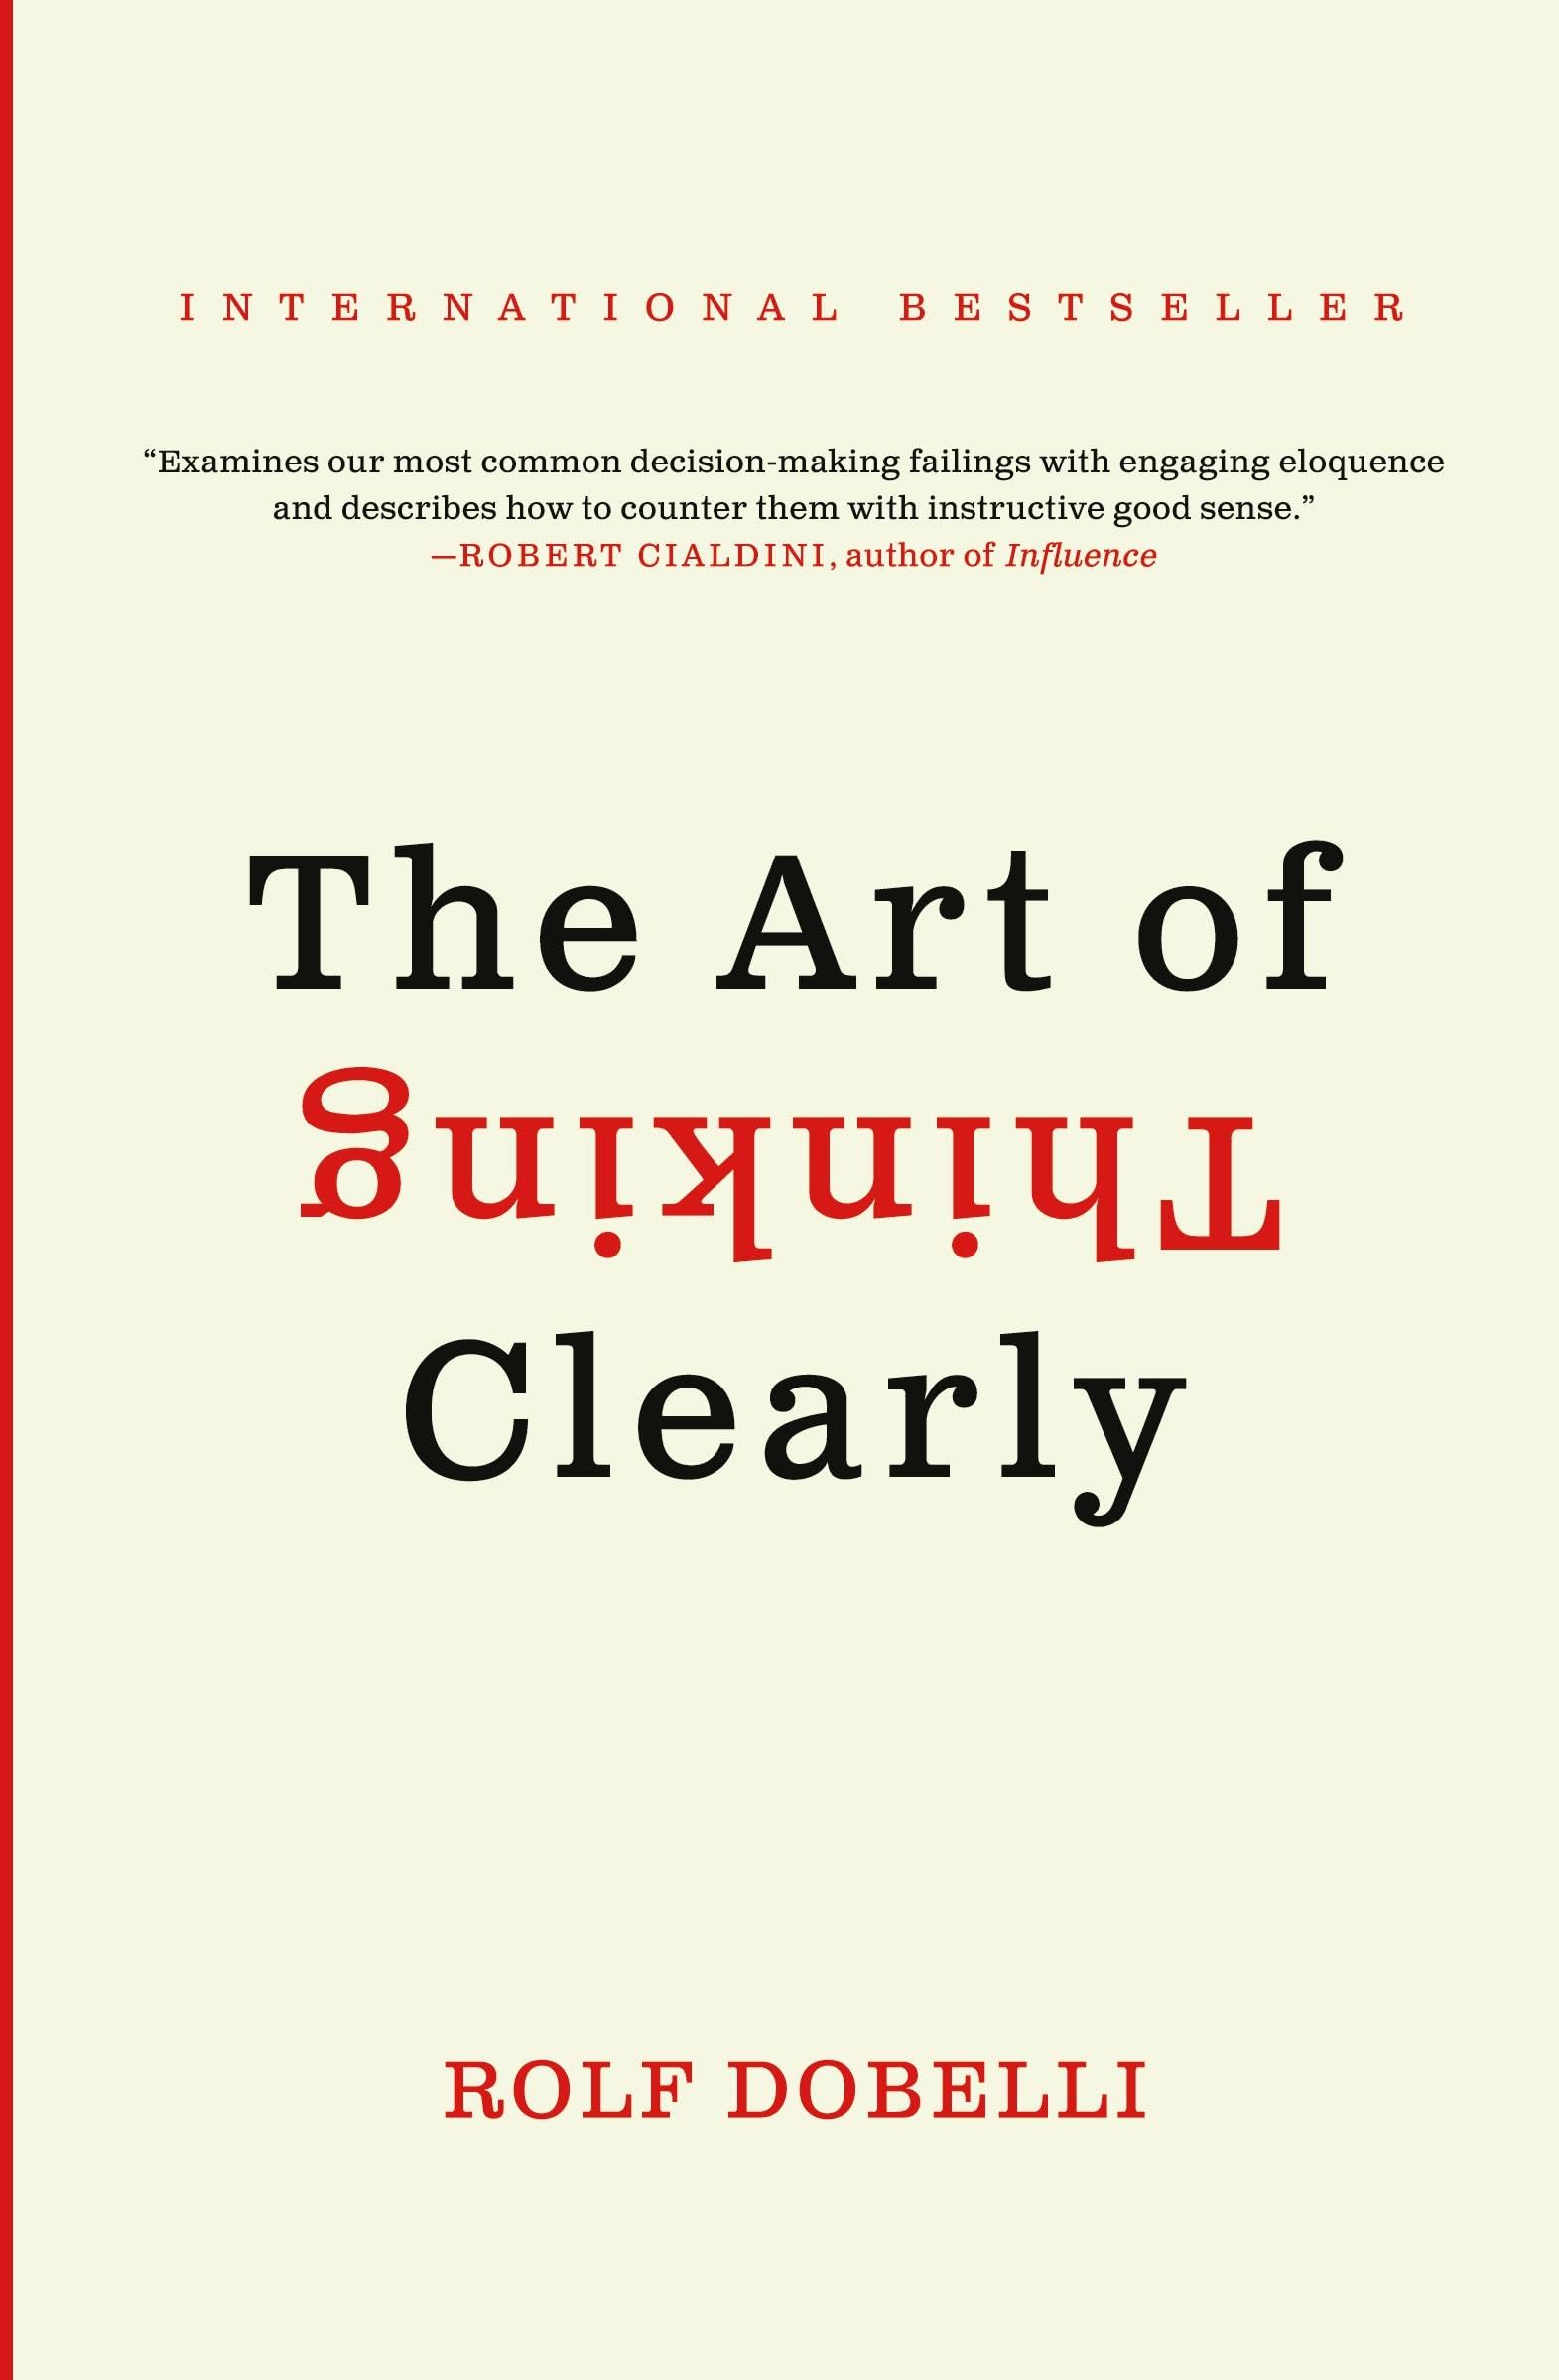 INTERNATIONAL BESTSELLER
“Examines our most common decision-making failings with engaging eloquence
and describes how to counter them with instructive good sense.”
—ROBERT CIALDINI, author of Influence
The Art of
Thinking
Clearly
ROLF DOBELLI